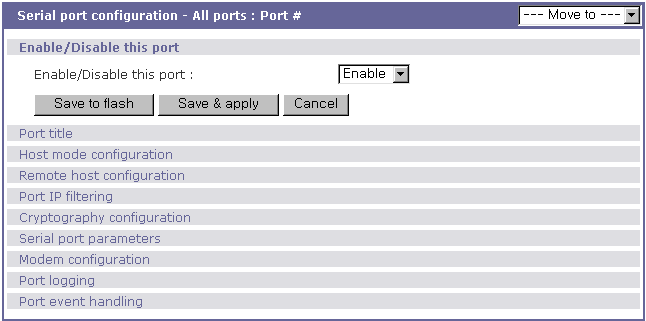 Serial port configuration - All ports : Port #    --- Move to ---
Enable/Disable this port
Enable/Disable this port :    Enable
Save to flash    Save & apply    Cancel
Port title
Host mode configuration
Remote host configuration
Port IP filtering
Cryptography configuration
Serial port parameters
Modem configuration
Port logging
Port event handling